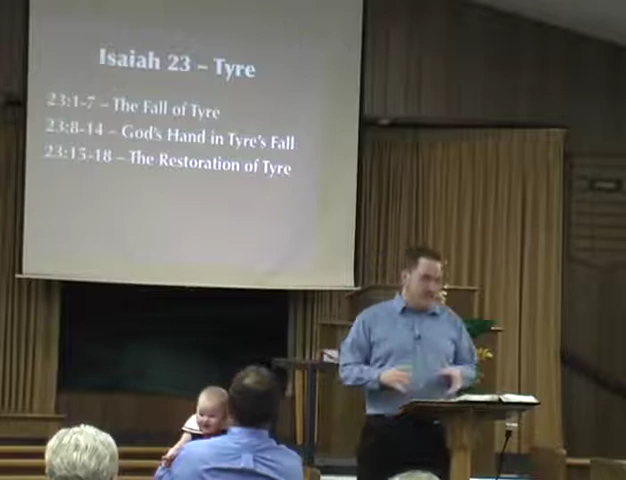 Isaiah 23 – Tyre
23:1-7 – The Fall of Tyre
23:8-14 – God's Hand in Tyre's Fall
23:15-18 – The Restoration of Tyre